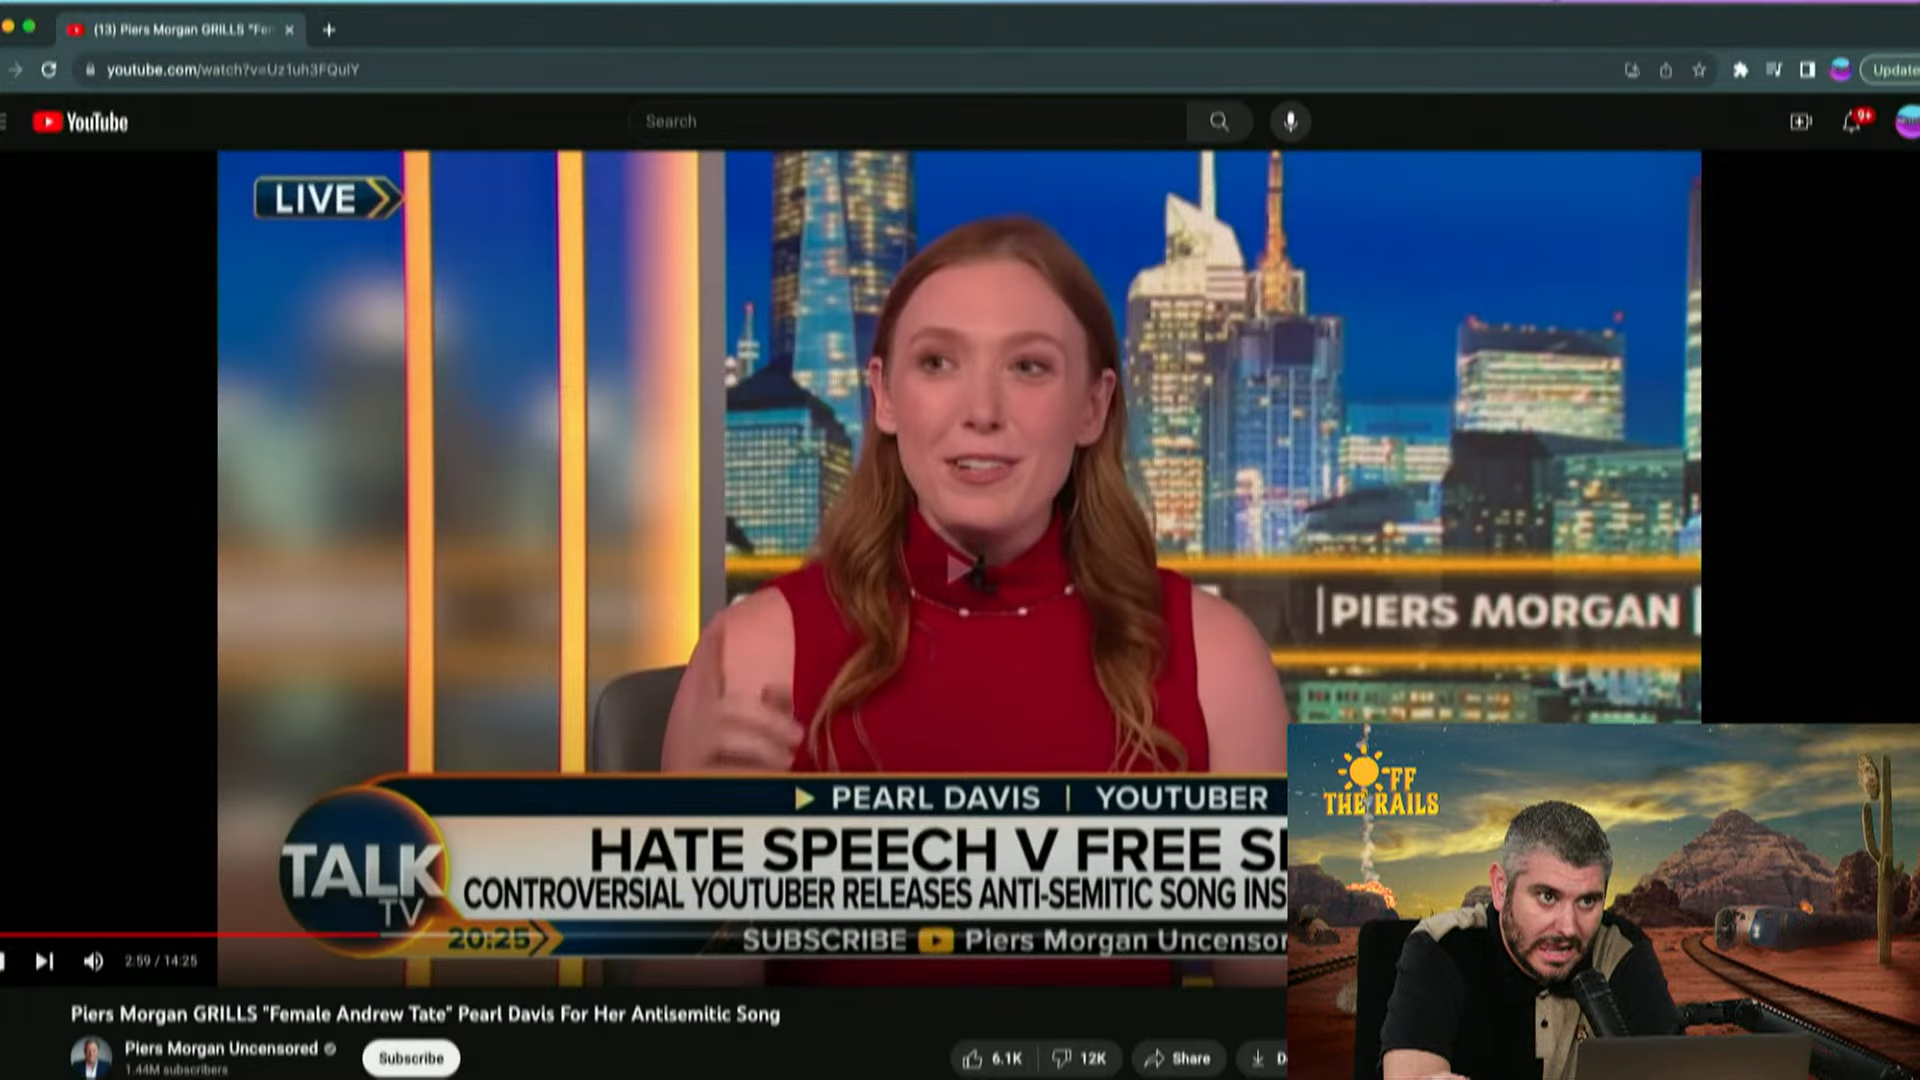 (13) Piers Morgan GRILLS "Fer
youtube.com/watch?v=Uz1uh3FQuIY
Update
YouTube
Search
9+
LIVE
PIERS MORGAN
PEARL DAVIS | YOUTUBER
HATE SPEECH V FREE S
CONTROVERSIAL YOUTUBER RELEASES ANTI-SEMITIC SONG INS
TALK
TV
20:25
SUBSCRIBE Piers Morgan Uncensor
OFF
THE RAILS
2:59 / 14:25
Piers Morgan GRILLS "Female Andrew Tate" Pearl Davis For Her Antisemitic Song
Piers Morgan Uncensored
1.44M subscribers
Subscribe
6.1K
12K
Share
D